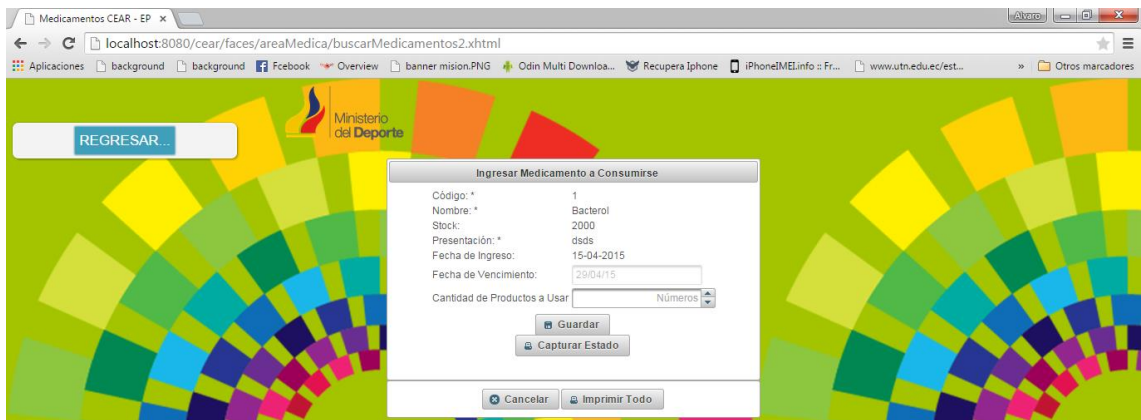 Medicamentos CEAR - EP
Alvaro
localhost:8080/cear/faces/areaMedica/buscarMedicamentos2.xhtml
Aplicaciones background background Fcebook Overview banner mision.PNG Odin Multi Downloa... Recupera Iphone iPhoneIMEI.info :: Fr... www.utn.edu.ec/est... » Otros marcadores
Ministerio
del Deporte
REGRESAR...
Ingresar Medicamento a Consumirse
Código: * 1
Nombre: * Bacterol
Stock: 2000
Presentación: * dsds
Fecha de Ingreso: 15-04-2015
Fecha de Vencimiento: 29/04/15
Cantidad de Productos a Usar Números
Guardar
Capturar Estado
Cancelar Imprimir Todo